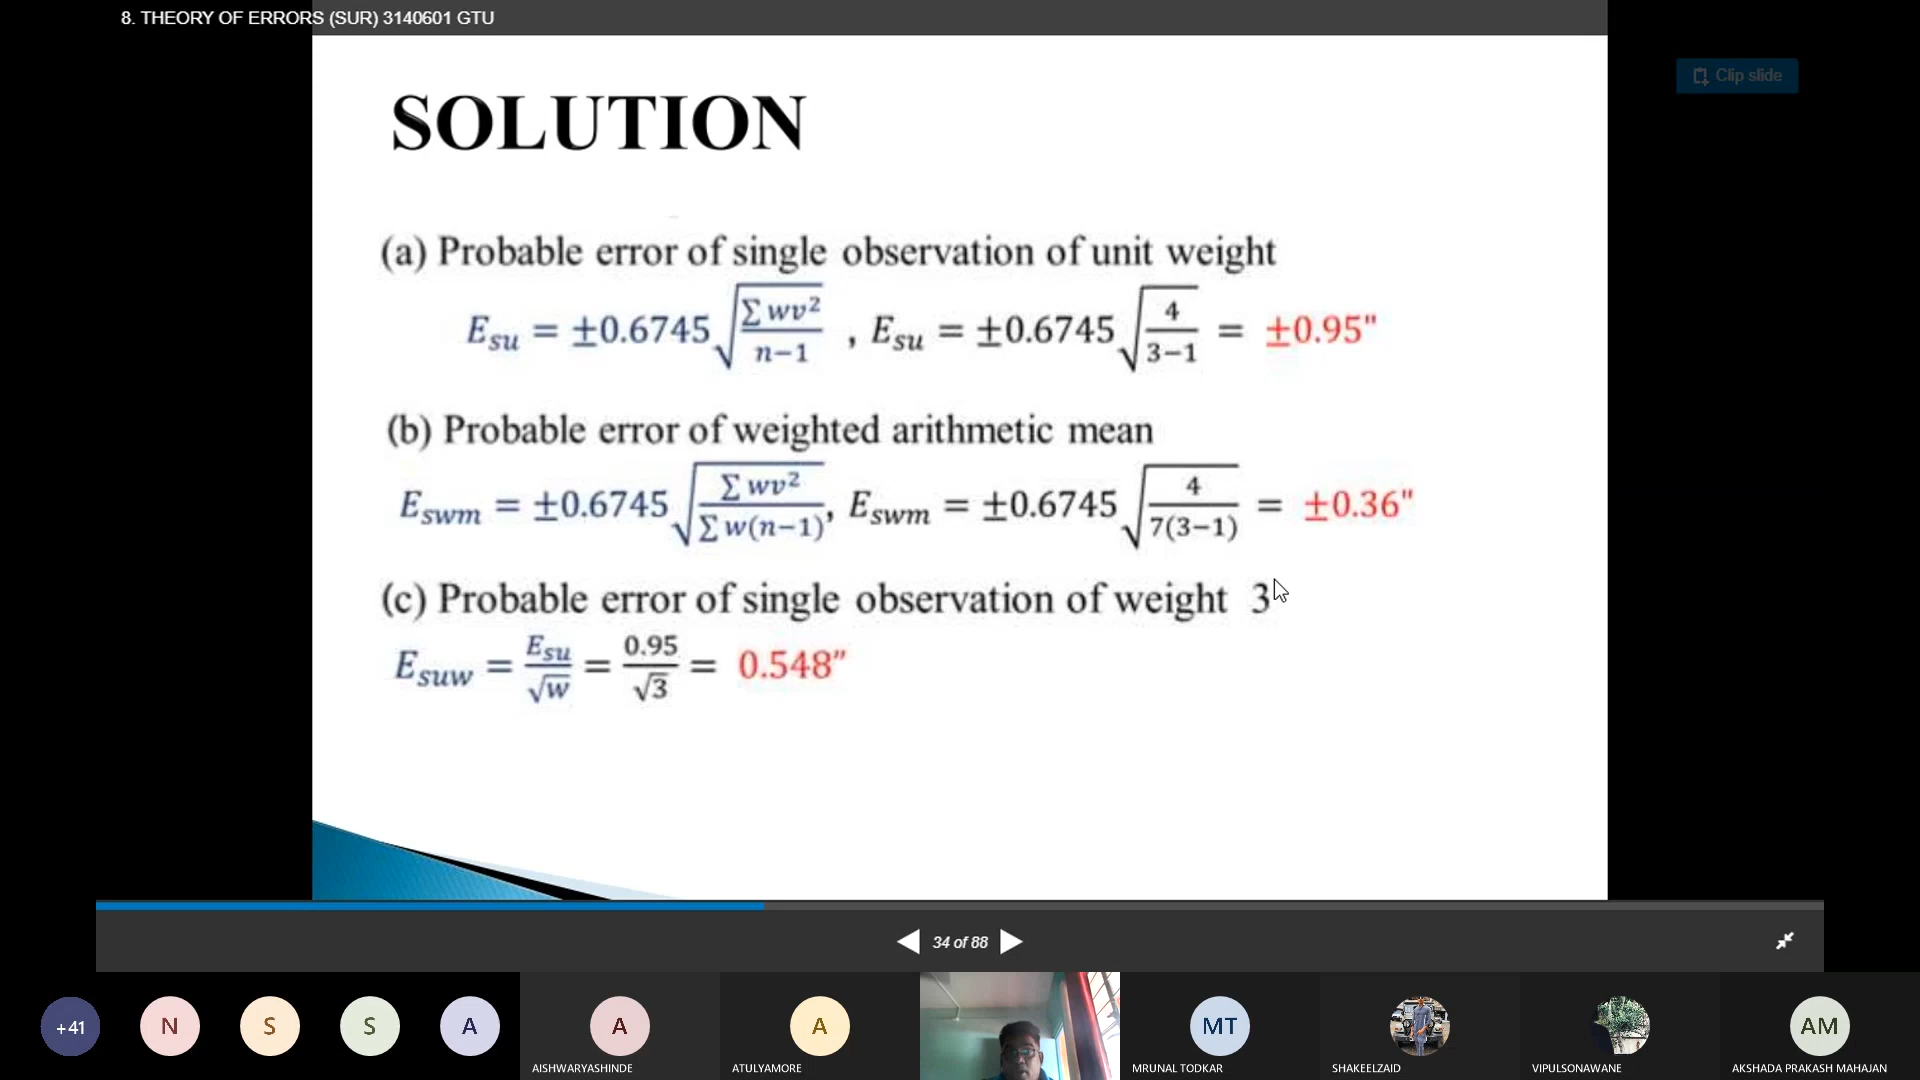 8. THEORY OF ERRORS (SUR) 3140601 GTU
Clip slide
SOLUTION
(a) Probable error of single observation of unit weight
E_su = ±0.6745 √(∑wv²/(n−1)) , E_su = ±0.6745 √(4/(3−1)) = ±0.95"
(b) Probable error of weighted arithmetic mean
E_swm = ±0.6745 √(∑wv²/(∑w(n−1))), E_swm = ±0.6745 √(4/(7(3−1))) = ±0.36"
(c) Probable error of single observation of weight 3
E_suw = E_su/√w = 0.95/√3 = 0.548"
34 of 88
+41
N
S
S
A
A
A
MT
AM
AISHWARYASHINDE
ATULYAMORE
MRUNAL TODKAR
SHAKEELZAID
VIPULSONAWANE
AKSHADA PRAKASH MAHAJAN